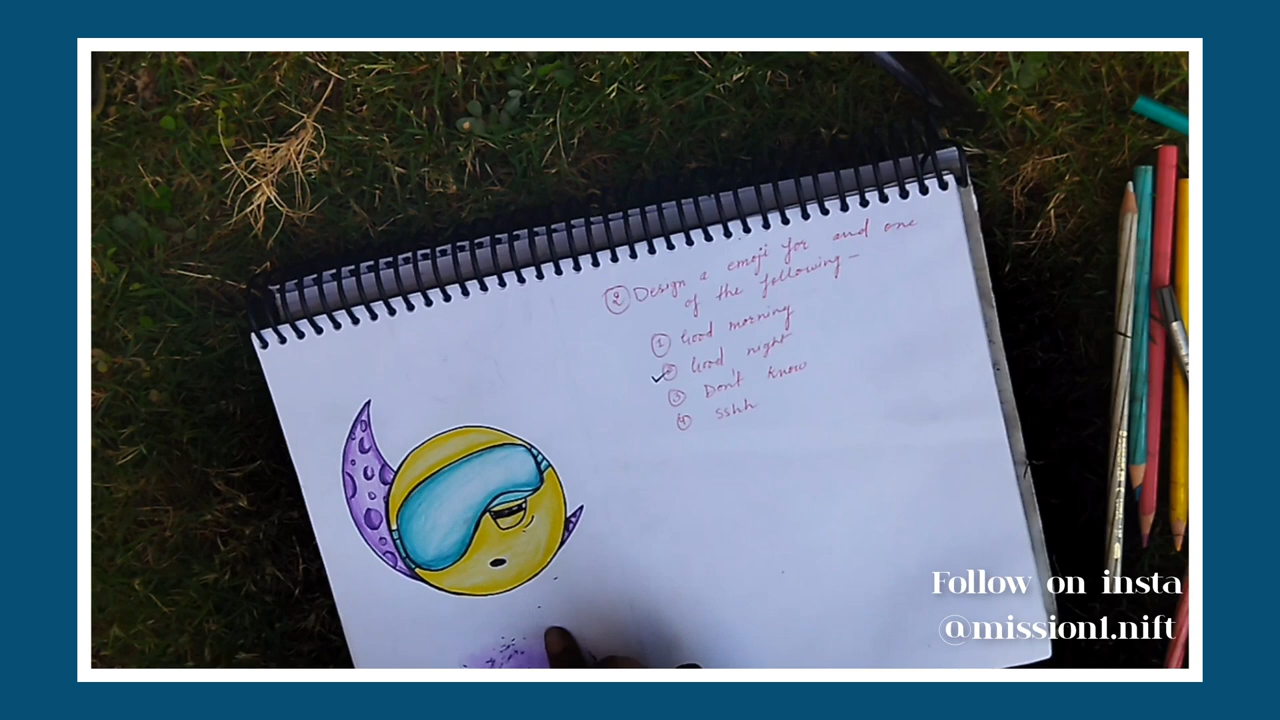 ② Design a emoji for and one
of the following -
① Good morning
✓② Good night
③ Don't know
④ sshh
Follow on insta
@mission1.nift